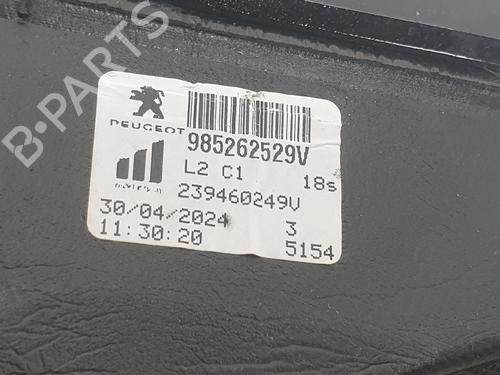 B-PARTS
PEUGEOT
985262529V
L2 C1 18s
239460249V
30/04/2024 3
11:30:20 5154